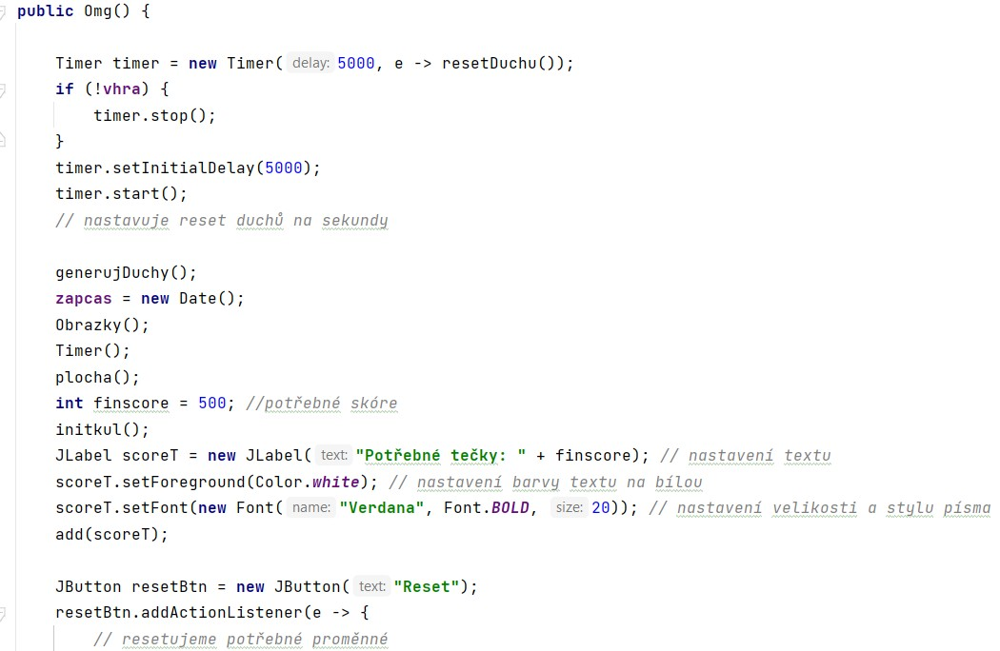 public Omg() {
Timer timer = new Timer( delay: 5000, e -> resetDuchu());
if (!vhra) {
timer.stop();
}
timer.setInitialDelay(5000);
timer.start();
// nastavuje reset duchů na sekundy
generujDuchy();
zapcas = new Date();
Obrazky();
Timer();
plocha();
int finscore = 500; //potřebné skóre
initkul();
JLabel scoreT = new JLabel( text: "Potřebné tečky: " + finscore); // nastavení textu
scoreT.setForeground(Color.white); // nastavení barvy textu na bílou
scoreT.setFont(new Font( name: "Verdana", Font.BOLD, size: 20)); // nastavení velikosti a stylu písma
add(scoreT);
JButton resetBtn = new JButton( text: "Reset");
resetBtn.addActionListener(e -> {
// resetujeme potřebné proměnné